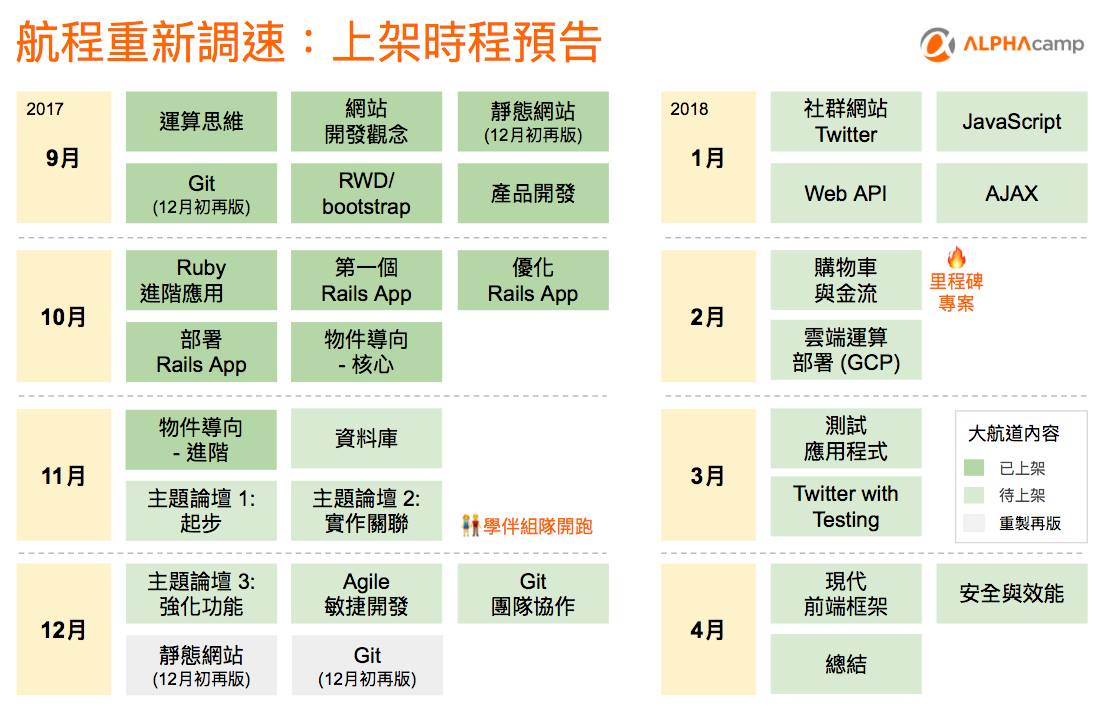 航程重新調速：上架時程預告
ALPHAcamp
2017
9月
運算思維
網站
開發觀念
靜態網站
(12月初再版)
Git
(12月初再版)
RWD/
bootstrap
產品開發
10月
Ruby
進階應用
第一個
Rails App
優化
Rails App
部署
Rails App
物件導向
- 核心
11月
物件導向
- 進階
資料庫
主題論壇 1:
起步
主題論壇 2:
實作關聯
學伴組隊開跑
12月
主題論壇 3:
強化功能
Agile
敏捷開發
Git
團隊協作
靜態網站
(12月初再版)
Git
(12月初再版)
2018
1月
社群網站
Twitter
JavaScript
Web API
AJAX
2月
購物車
與金流
里程碑
專案
雲端運算
部署 (GCP)
3月
測試
應用程式
Twitter with
Testing
大航道內容
已上架
待上架
重製再版
4月
現代
前端框架
安全與效能
總結